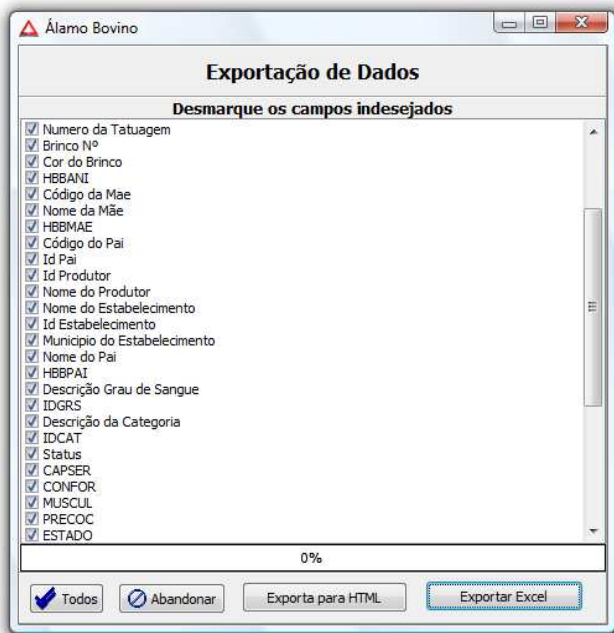 Álamo Bovino
Exportação de Dados
Desmarque os campos indesejados
Numero da Tatuagem
Brinco Nº
Cor do Brinco
HBBANI
Código da Mae
Nome da Mãe
HBBMAE
Código do Pai
Id Pai
Id Produtor
Nome do Produtor
Nome do Estabelecimento
Id Estabelecimento
Municipio do Estabelecimento
Nome do Pai
HBBPAI
Descrição Grau de Sangue
IDGRS
Descrição da Categoria
IDCAT
Status
CAPSER
CONFOR
MUSCUL
PRECOC
ESTADO
0%
Todos Abandonar Exporta para HTML Exportar Excel